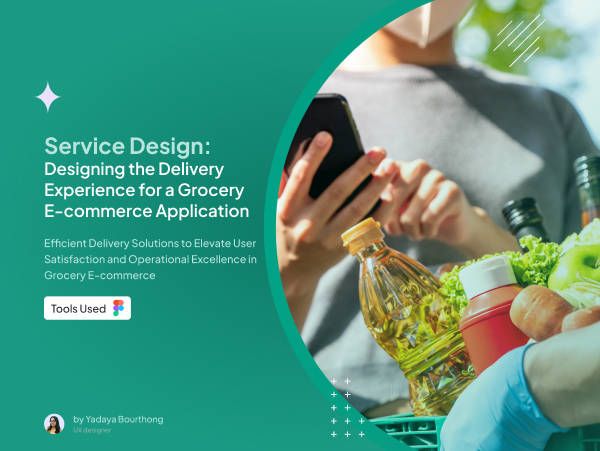 Service Design:
Designing the Delivery
Experience for a Grocery
E-commerce Application
Efficient Delivery Solutions to Elevate User
Satisfaction and Operational Excellence in
Grocery E-commerce
Tools Used
by Yadaya Bourthong
UX designer